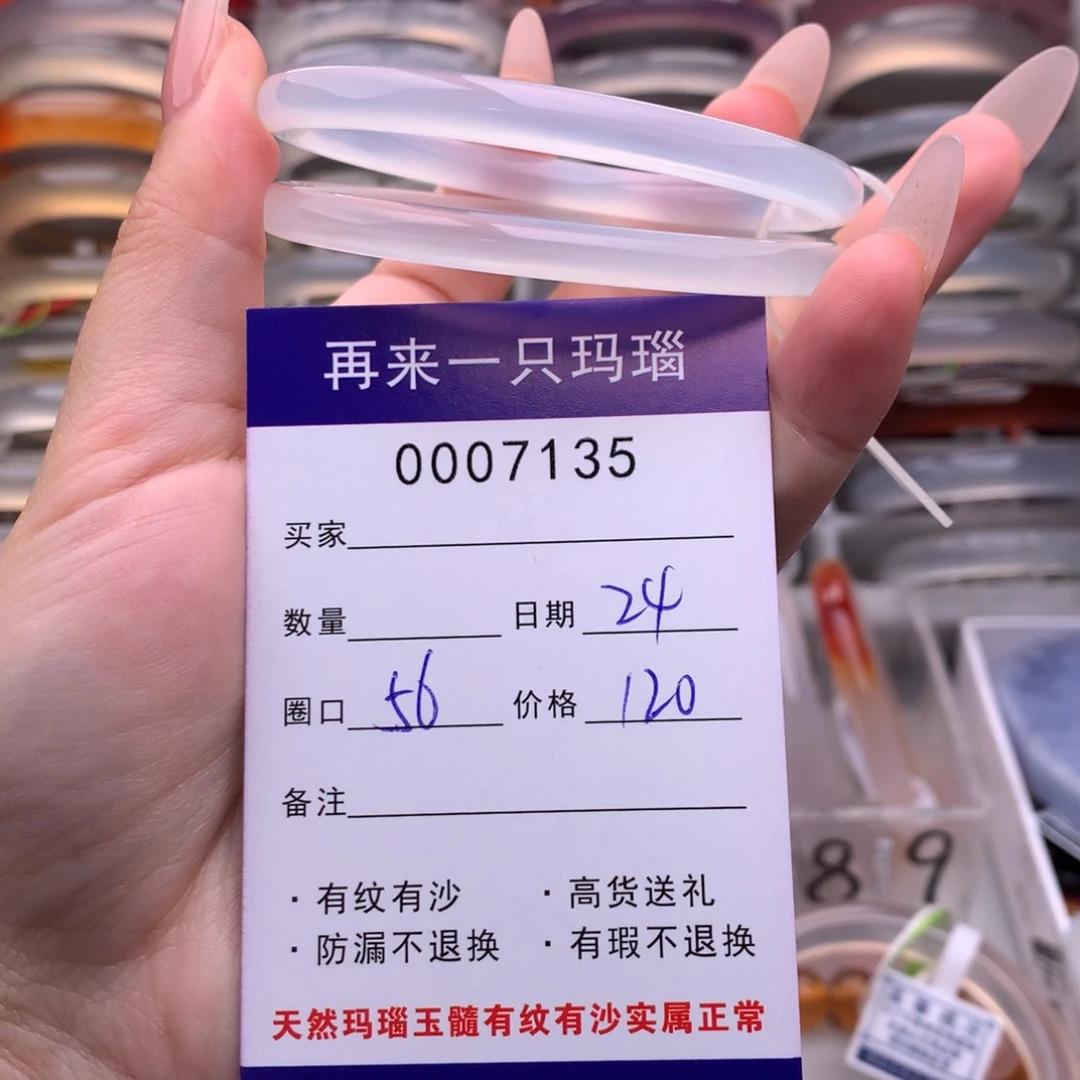 再来一只玛瑙
0007135
买家
数量 日期 24
圈口 56 价格 120
备注
· 有纹有沙 · 高货送礼
· 防漏不退换 · 有瑕不退换
天然玛瑙玉髓有纹有沙实属正常
8 9